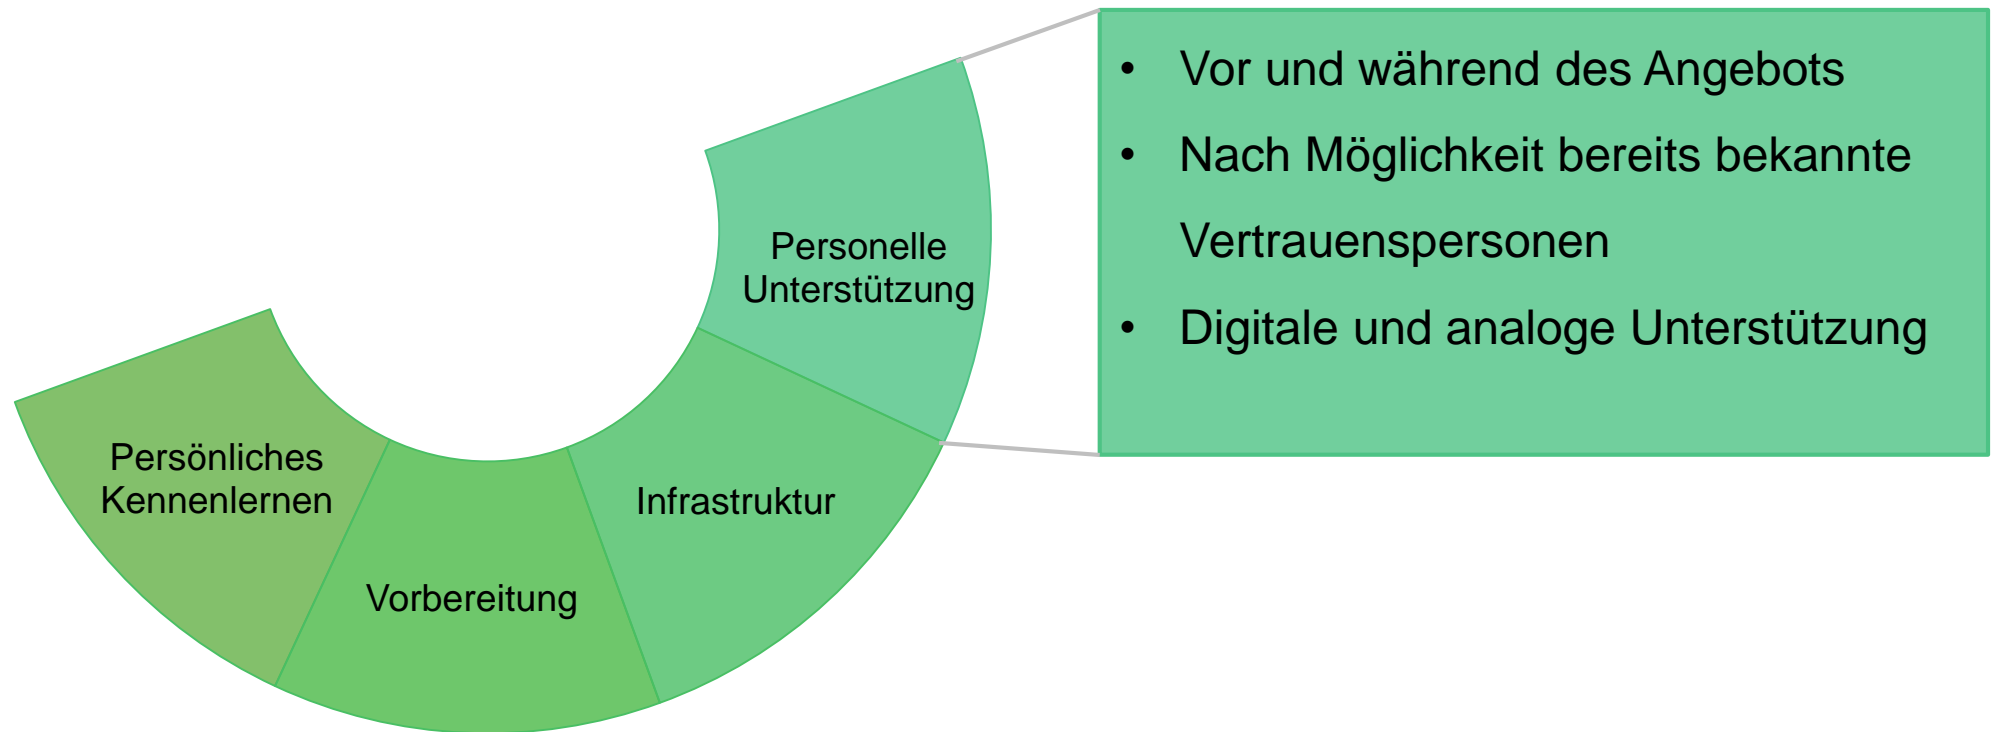 • Vor und während des Angebots
• Nach Möglichkeit bereits bekannte
Vertrauenspersonen
• Digitale und analoge Unterstützung
Personelle
Unterstützung
Infrastruktur
Vorbereitung
Persönliches
Kennenlernen